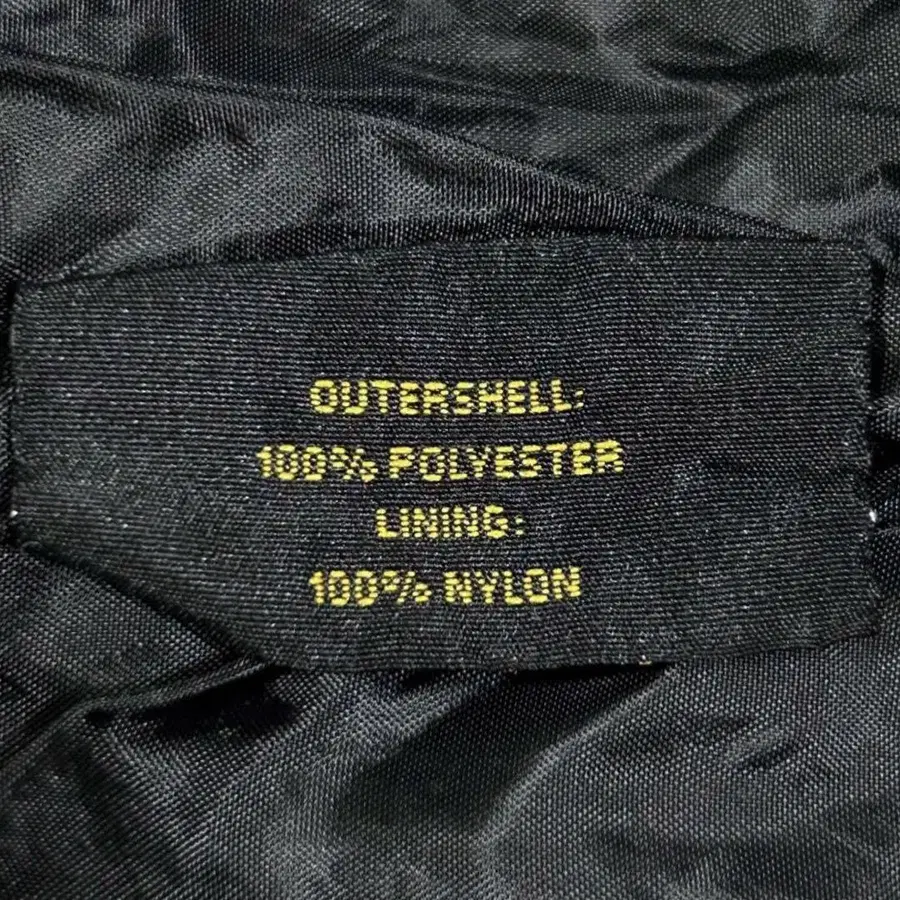 OUTERSHELL:
100% POLYESTER
LINING:
100% NYLON